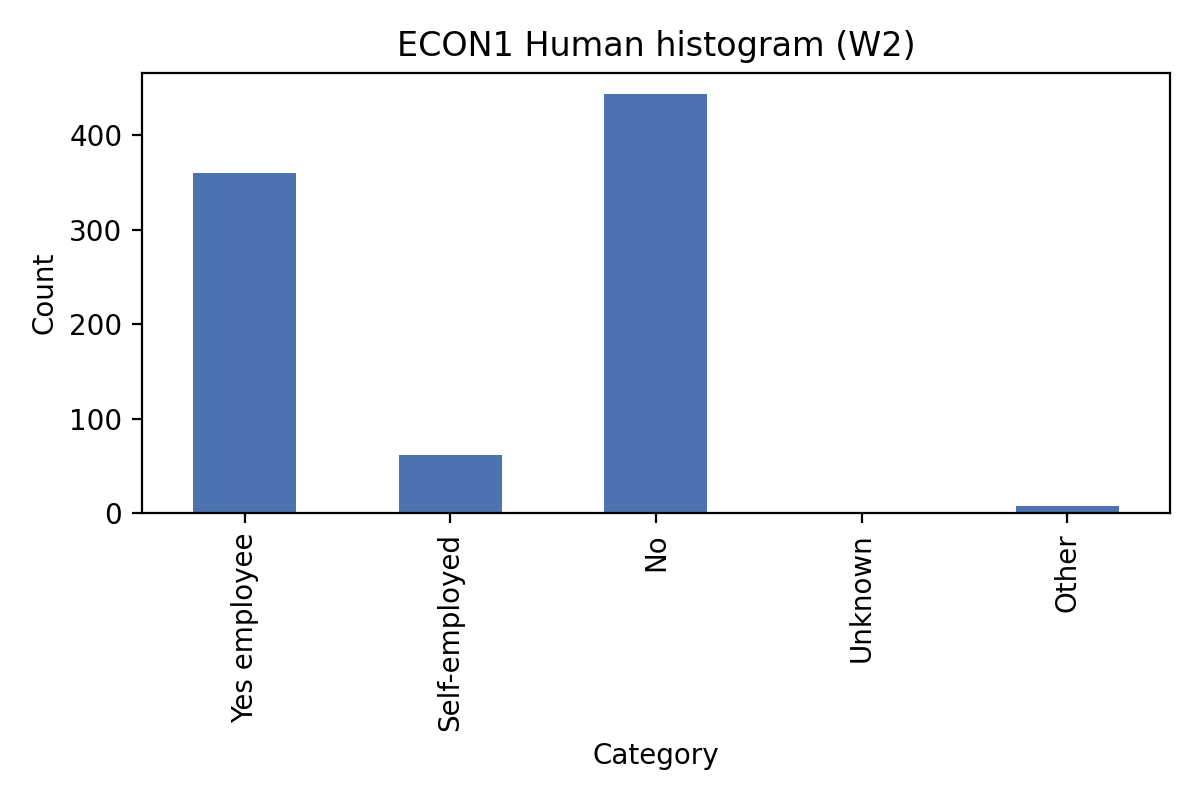 ECON1 Human histogram (W2)
Count
400
300
200
100
0
Yes employee
Self-employed
No
Unknown
Other
Category